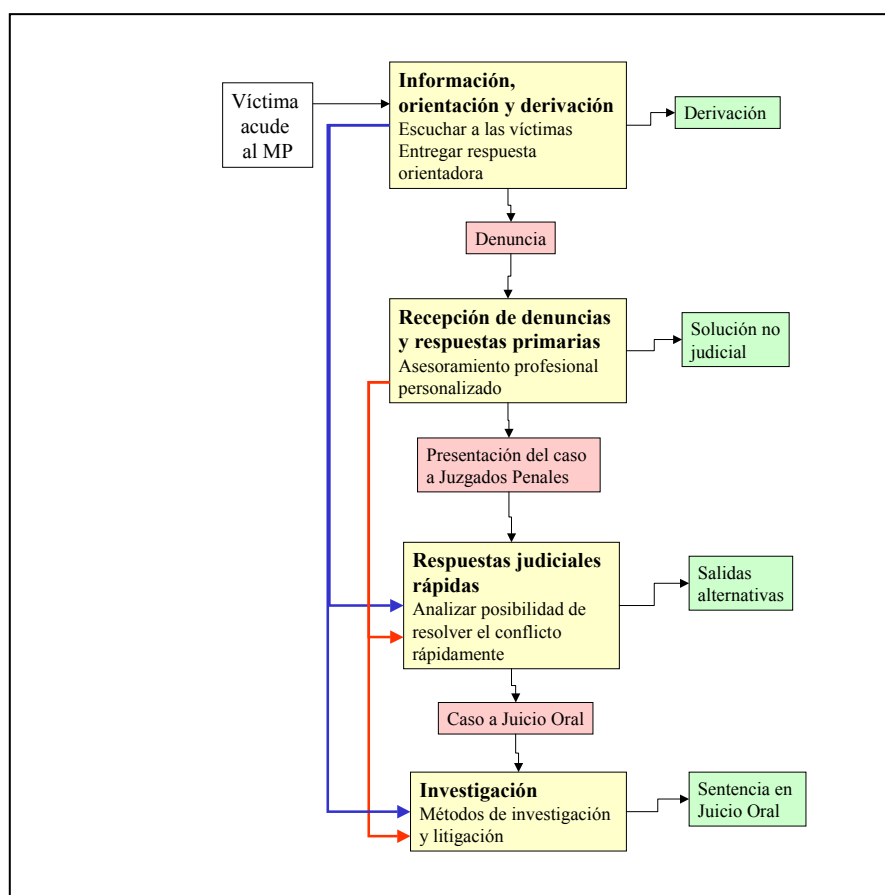 Víctima
acude
al MP
Información,
orientación y derivación
Escuchar a las víctimas
Entregar respuesta
orientadora
Derivación
Denuncia
Recepción de denuncias
y respuestas primarias
Asesoramiento profesional
personalizado
Solución no
judicial
Presentación del caso
a Juzgados Penales
Respuestas judiciales
rápidas
Analizar posibilidad de
resolver el conflicto
rápidamente
Salidas
alternativas
Caso a Juicio Oral
Investigación
Métodos de investigación
y litigación
Sentencia en
Juicio Oral